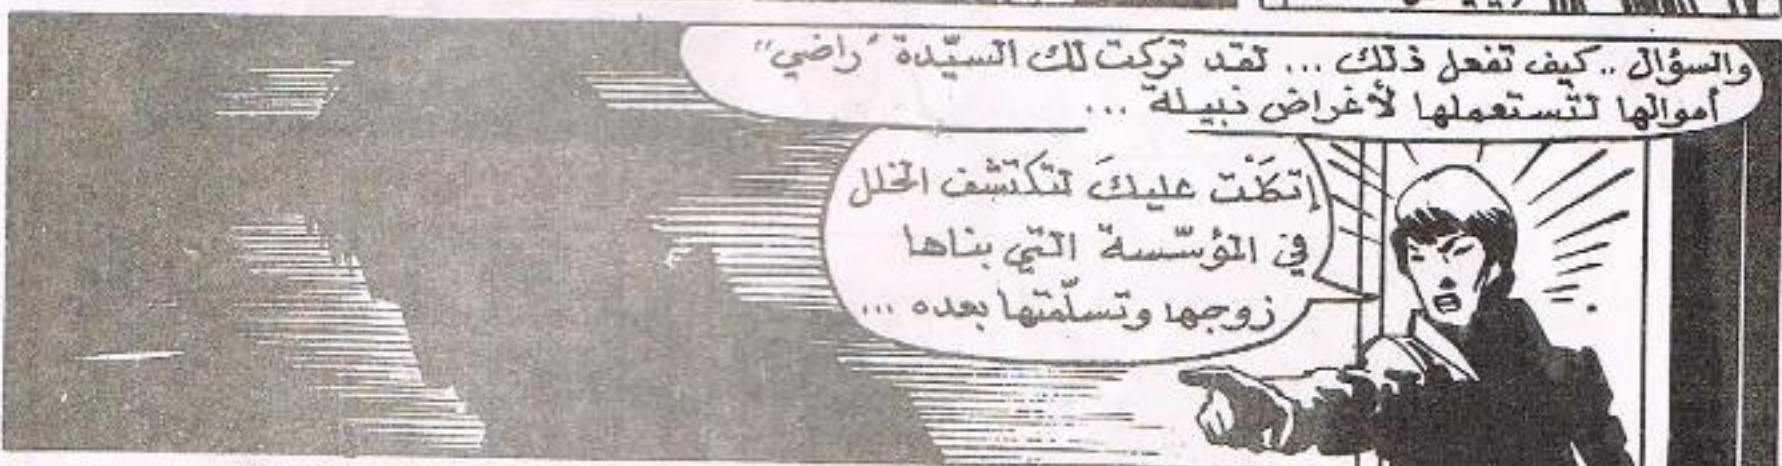 والسؤال .. كيف تفعل ذلك ... لقد تركت لك السيّدة "راضي"
أموالها لتستعملها لأغراض نبيلة ...
إتكَلْت عليكَ لتكتشف الخلل
في المؤسّسة التي بناها
زوجها وتسلّمتها بعده ...